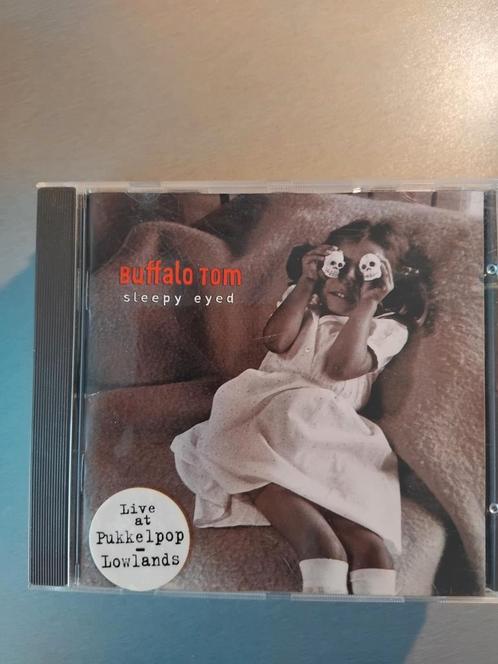 Buffalo Tom
sleepy eyed
Live
at
Pukkelpop
-
Lowlands